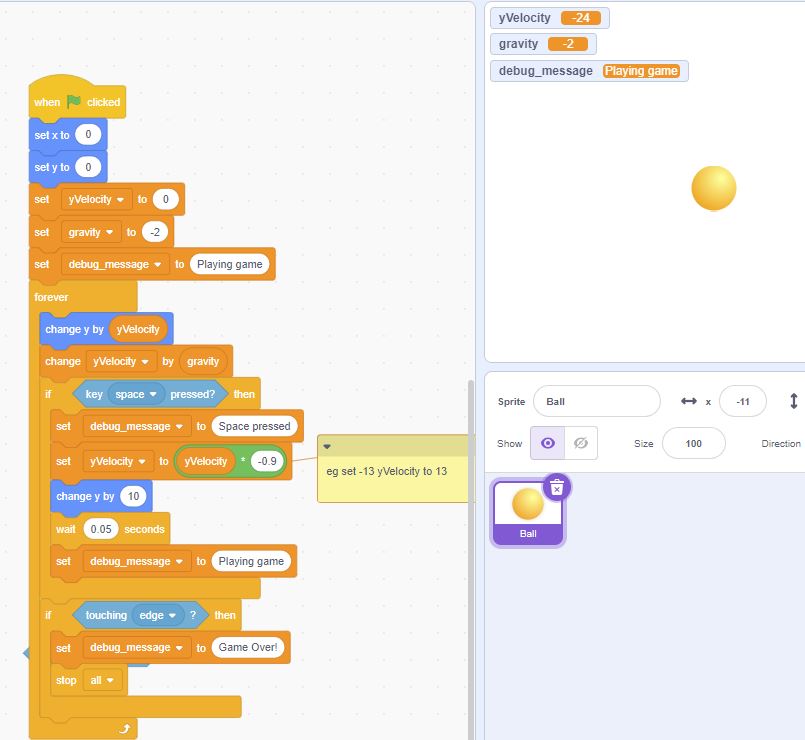 when clicked
set x to 0
set y to 0
set yVelocity to 0
set gravity to -2
set debug_message to Playing game
forever
change y by yVelocity
change yVelocity by gravity
if key space pressed? then
set debug_message to Space pressed
set yVelocity to yVelocity * -0.9
eg set -13 yVelocity to 13
change y by 10
wait 0.05 seconds
set debug_message to Playing game
if touching edge ? then
set debug_message to Game Over!
stop all
yVelocity -24
gravity -2
debug_message Playing game
Sprite Ball x -11
Show Size 100 Direction
Ball